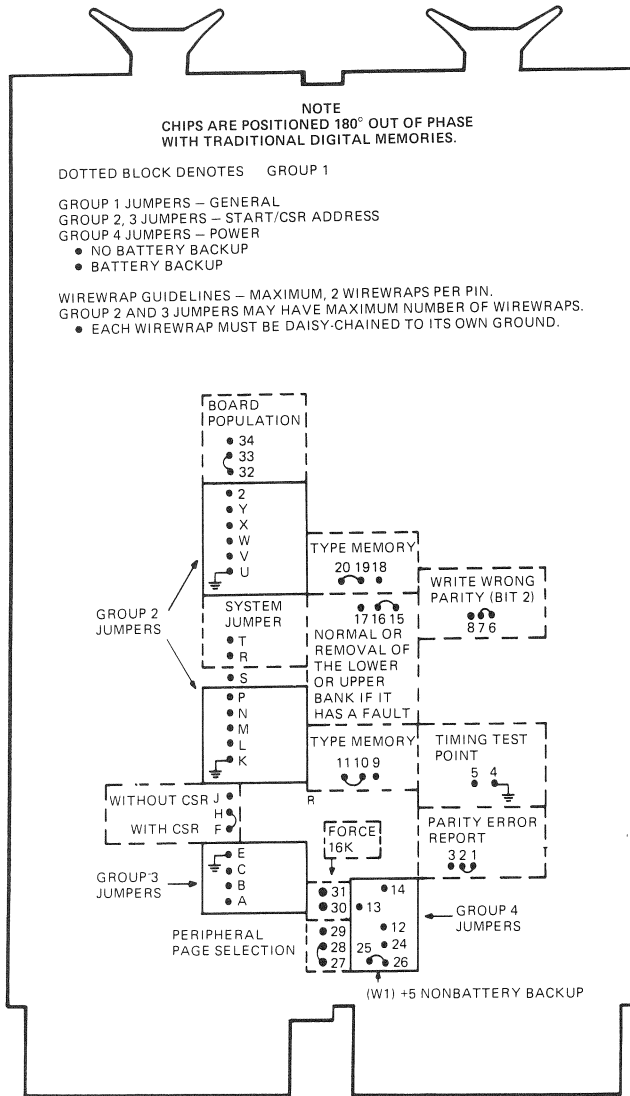 NOTE
CHIPS ARE POSITIONED 180° OUT OF PHASE
WITH TRADITIONAL DIGITAL MEMORIES.
DOTTED BLOCK DENOTES GROUP 1
GROUP 1 JUMPERS – GENERAL
GROUP 2, 3 JUMPERS – START/CSR ADDRESS
GROUP 4 JUMPERS – POWER
• NO BATTERY BACKUP
• BATTERY BACKUP
WIREWRAP GUIDELINES – MAXIMUM, 2 WIREWRAPS PER PIN.
GROUP 2 AND 3 JUMPERS MAY HAVE MAXIMUM NUMBER OF WIREWRAPS.
• EACH WIREWRAP MUST BE DAISY-CHAINED TO ITS OWN GROUND.
BOARD
POPULATION
34
33
32
2
Y
X
W
V
U
GROUP 2
JUMPERS
SYSTEM
JUMPER
T
R
S
P
N
M
L
K
TYPE MEMORY
20 19 18
17 16 15
NORMAL OR
REMOVAL OF
THE LOWER
OR UPPER
BANK IF IT
HAS A FAULT
WRITE WRONG
PARITY (BIT 2)
8 7 6
TYPE MEMORY
11 10 9
R
TIMING TEST
POINT
5 4
WITHOUT CSR J
H
WITH CSR F
PARITY ERROR
REPORT
3 2 1
FORCE
16K
E
C
B
A
GROUP 3
JUMPERS
31
30
29
28
27
PERIPHERAL
PAGE SELECTION
14
13
12
24
25
26
GROUP 4
JUMPERS
(W1) +5 NONBATTERY BACKUP